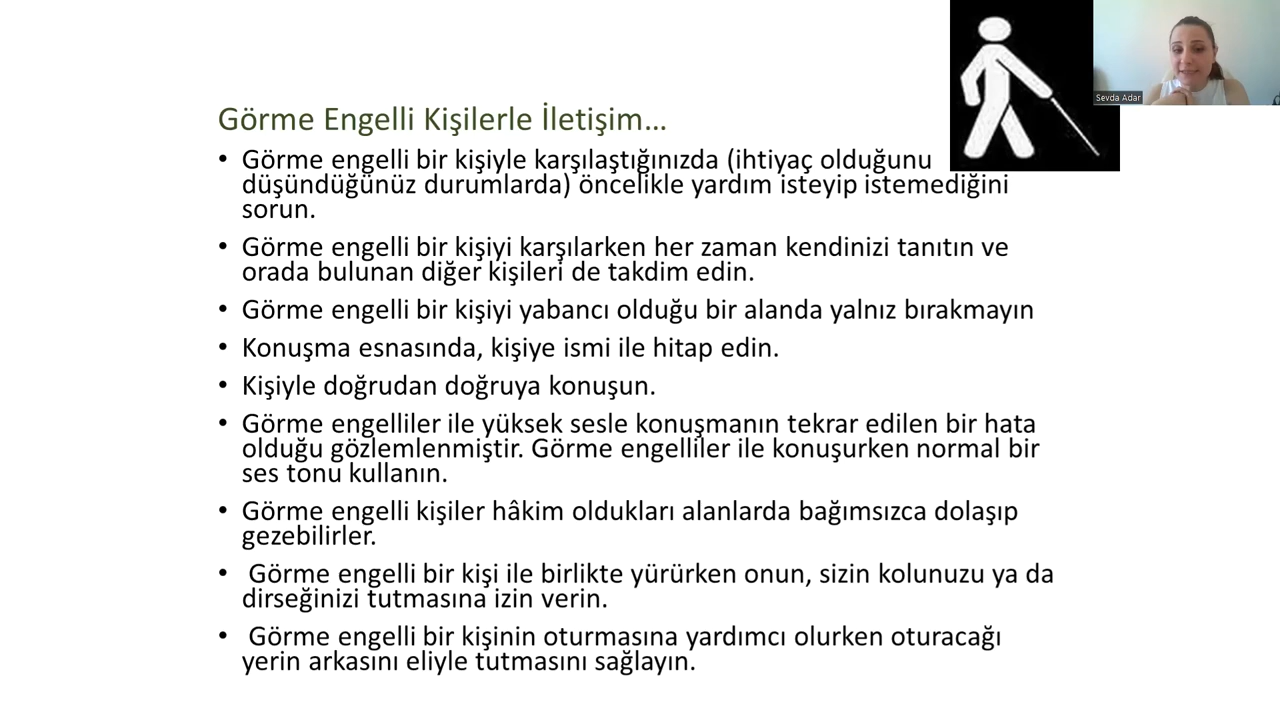 Sevda Adar
Görme Engelli Kişilerle İletişim...
• Görme engelli bir kişiyle karşılaştığınızda (ihtiyaç olduğunu
düşündüğünüz durumlarda) öncelikle yardım isteyip istemediğini
sorun.
• Görme engelli bir kişiyi karşılarken her zaman kendinizi tanıtın ve
orada bulunan diğer kişileri de takdim edin.
• Görme engelli bir kişiyi yabancı olduğu bir alanda yalnız bırakmayın
• Konuşma esnasında, kişiye ismi ile hitap edin.
• Kişiyle doğrudan doğruya konuşun.
• Görme engelliler ile yüksek sesle konuşmanın tekrar edilen bir hata
olduğu gözlemlenmiştir. Görme engelliler ile konuşurken normal bir
ses tonu kullanın.
• Görme engelli kişiler hâkim oldukları alanlarda bağımsızca dolaşıp
gezebilirler.
• Görme engelli bir kişi ile birlikte yürürken onun, sizin kolunuzu ya da
dirseğinizi tutmasına izin verin.
• Görme engelli bir kişinin oturmasına yardımcı olurken oturacağı
yerin arkasını eliyle tutmasını sağlayın.